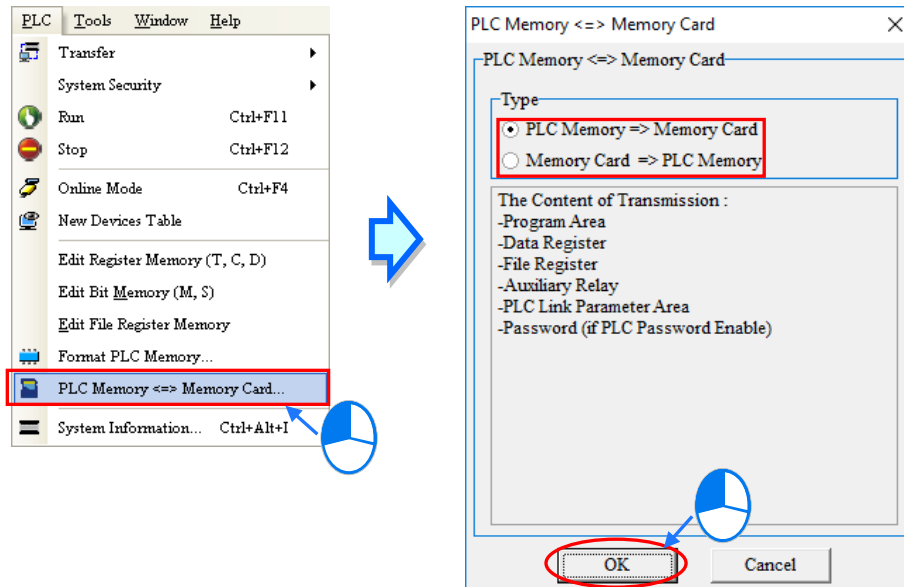 PLC Tools Window Help
Transfer
System Security
Run Ctrl+F11
Stop Ctrl+F12
Online Mode Ctrl+F4
New Devices Table
Edit Register Memory (T, C, D)
Edit Bit Memory (M, S)
Edit File Register Memory
Format PLC Memory...
PLC Memory <=> Memory Card...
System Information... Ctrl+Alt+I
PLC Memory <=> Memory Card
PLC Memory <=> Memory Card
Type
PLC Memory => Memory Card
Memory Card => PLC Memory
The Content of Transmission :
-Program Area
-Data Register
-File Register
-Auxiliary Relay
-PLC Link Parameter Area
-Password (if PLC Password Enable)
OK Cancel